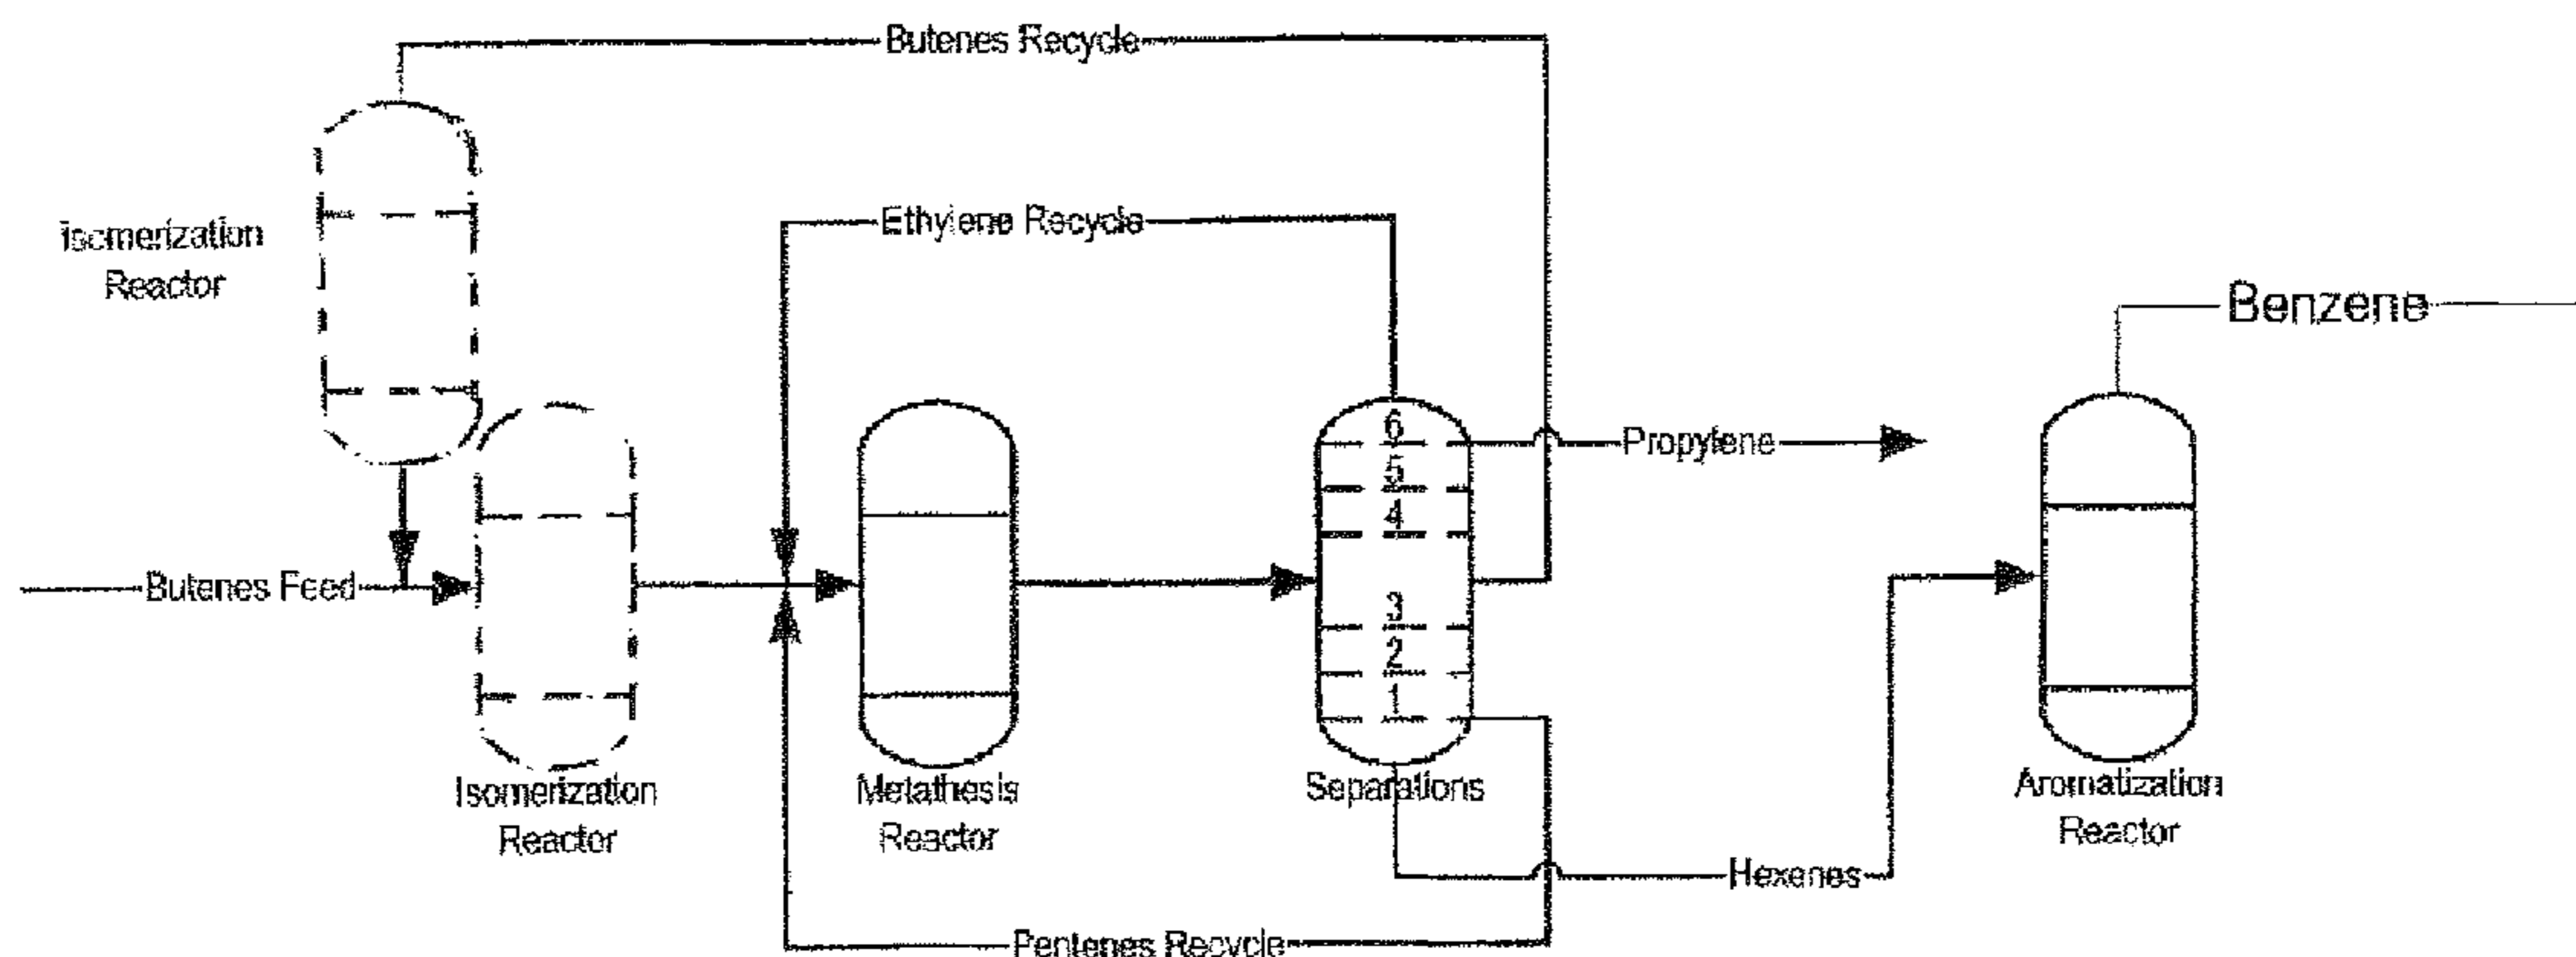 Butenes Recycle
Ethylene Recycle
Isomerization
Reactor
Benzene
6
Propylene
5
4
Butenes Feed
3
2
1
Isomerization
Reactor
Metathesis
Reactor
Separations
Aromatization
Reactor
Hexenes
Pentenes Recycle